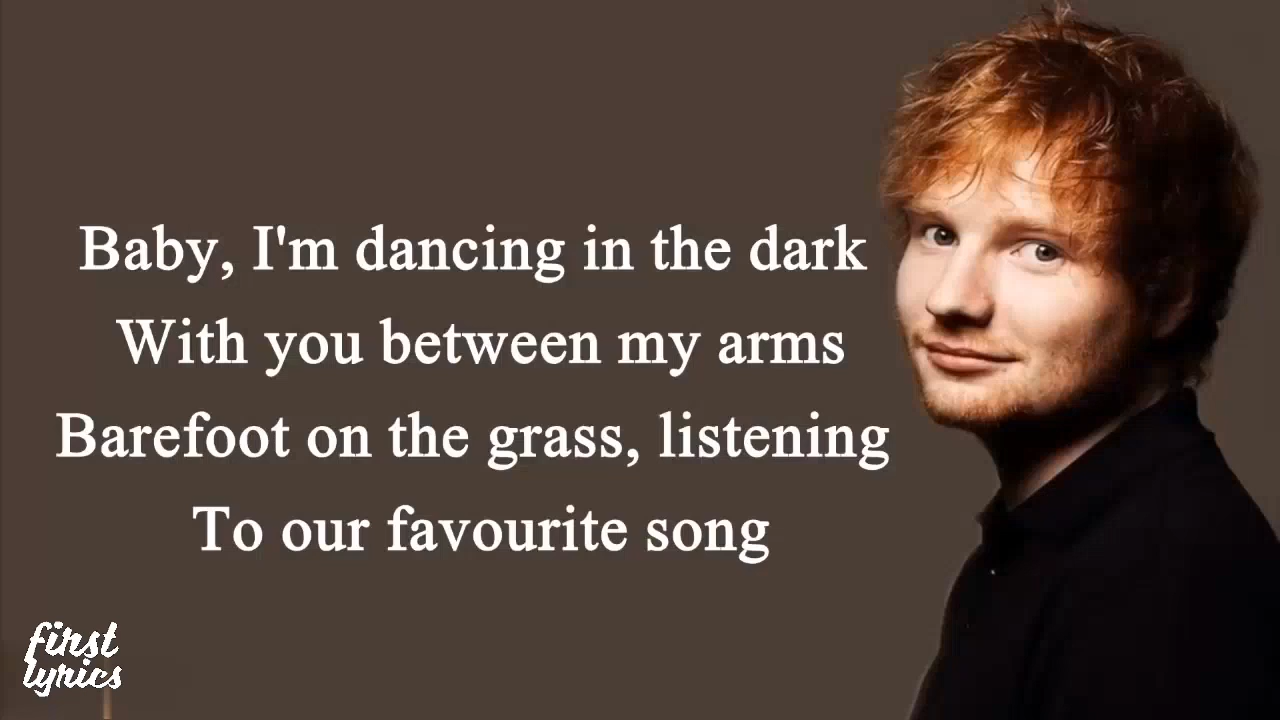 Baby, I'm dancing in the dark
With you between my arms
Barefoot on the grass, listening
To our favourite song
first
lyrics